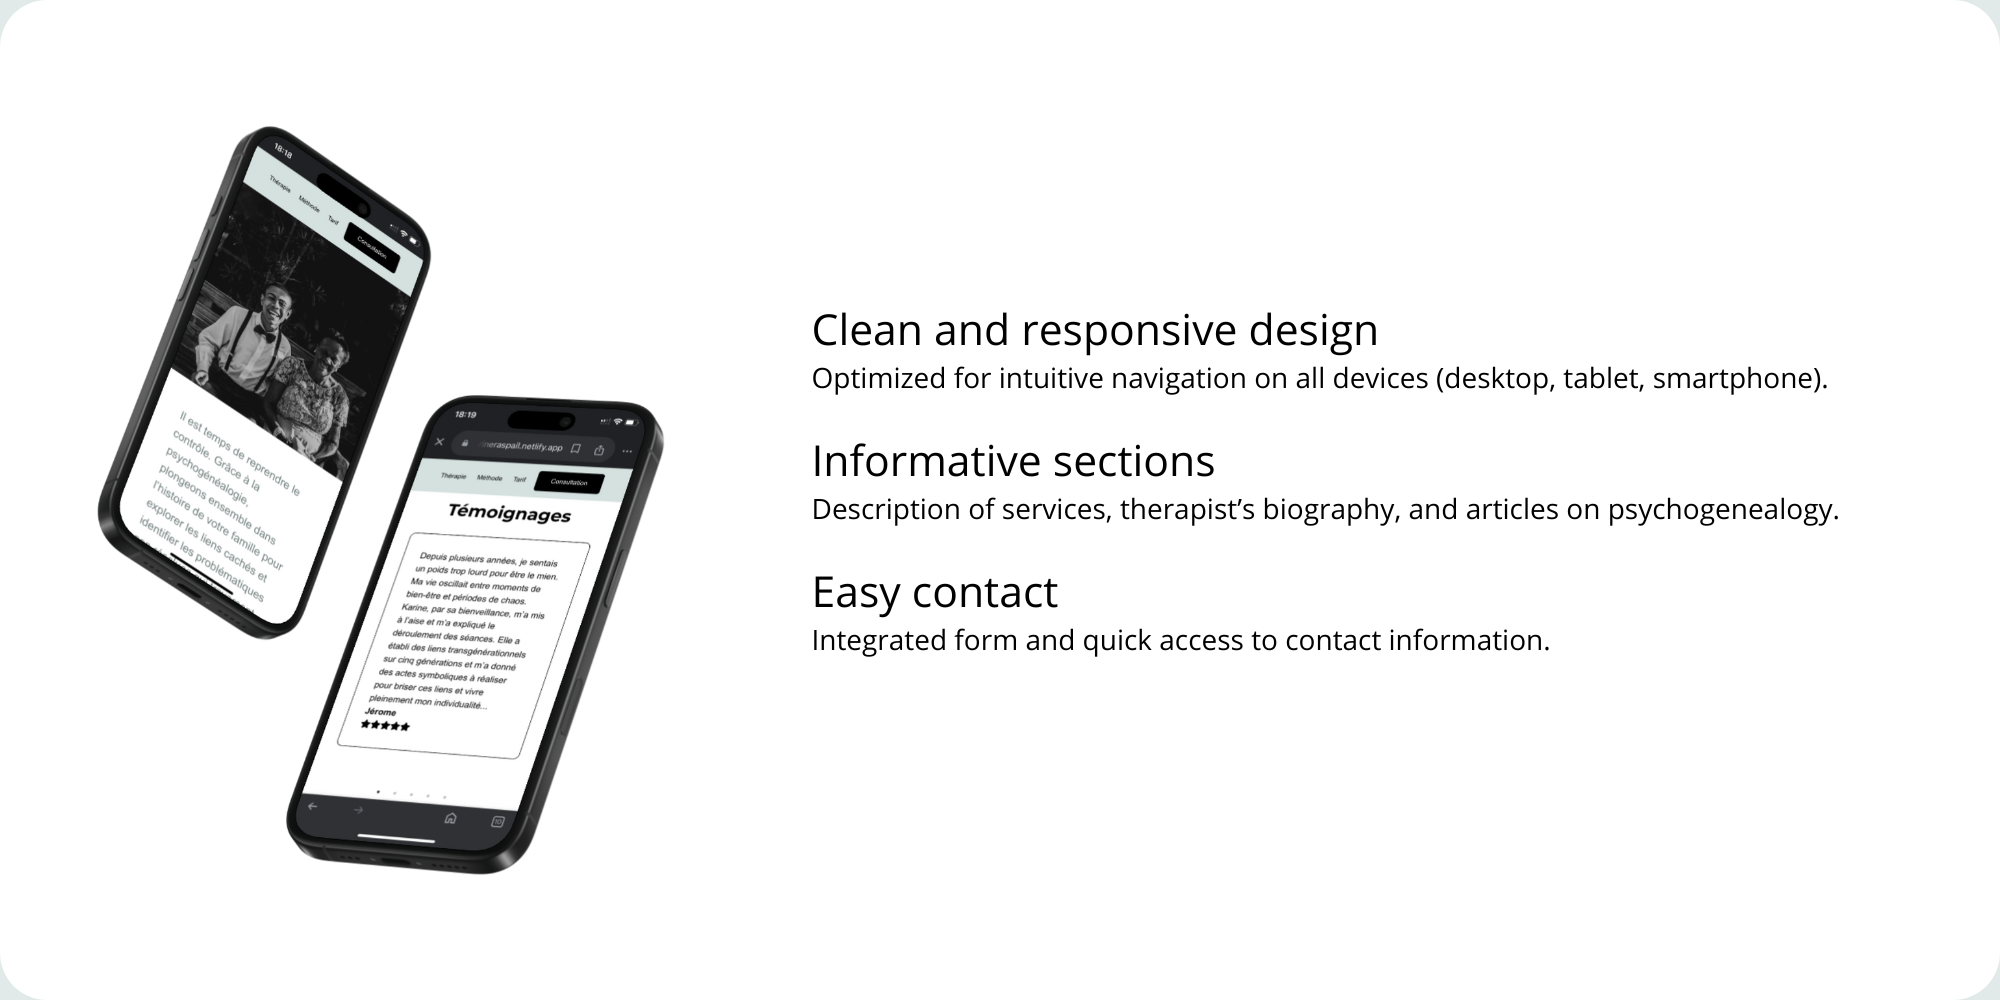 18:18
Thérapie
Méthode
Tarif
Consultation
Il est temps de reprendre le
contrôle. Grâce à la
psychogénéalogie,
plongeons ensemble dans
l'histoire de votre famille pour
explorer les liens cachés et
identifier les problématiques
18:19
neraspail.netlify.app
Thérapie Méthode Tarif Consultation
Témoignages
Depuis plusieurs années, je sentais
un poids trop lourd pour être le mien.
Ma vie oscillait entre moments de
bien-être et périodes de chaos.
Karine, par sa bienveillance, m'a mis
à l'aise et m'a expliqué le
déroulement des séances. Elle a
établi des liens transgénérationnels
sur cinq générations et m'a donné
des actes symboliques à réaliser
pour briser ces liens et vivre
pleinement mon individualité...
Jérome
Clean and responsive design
Optimized for intuitive navigation on all devices (desktop, tablet, smartphone).
Informative sections
Description of services, therapist’s biography, and articles on psychogenealogy.
Easy contact
Integrated form and quick access to contact information.